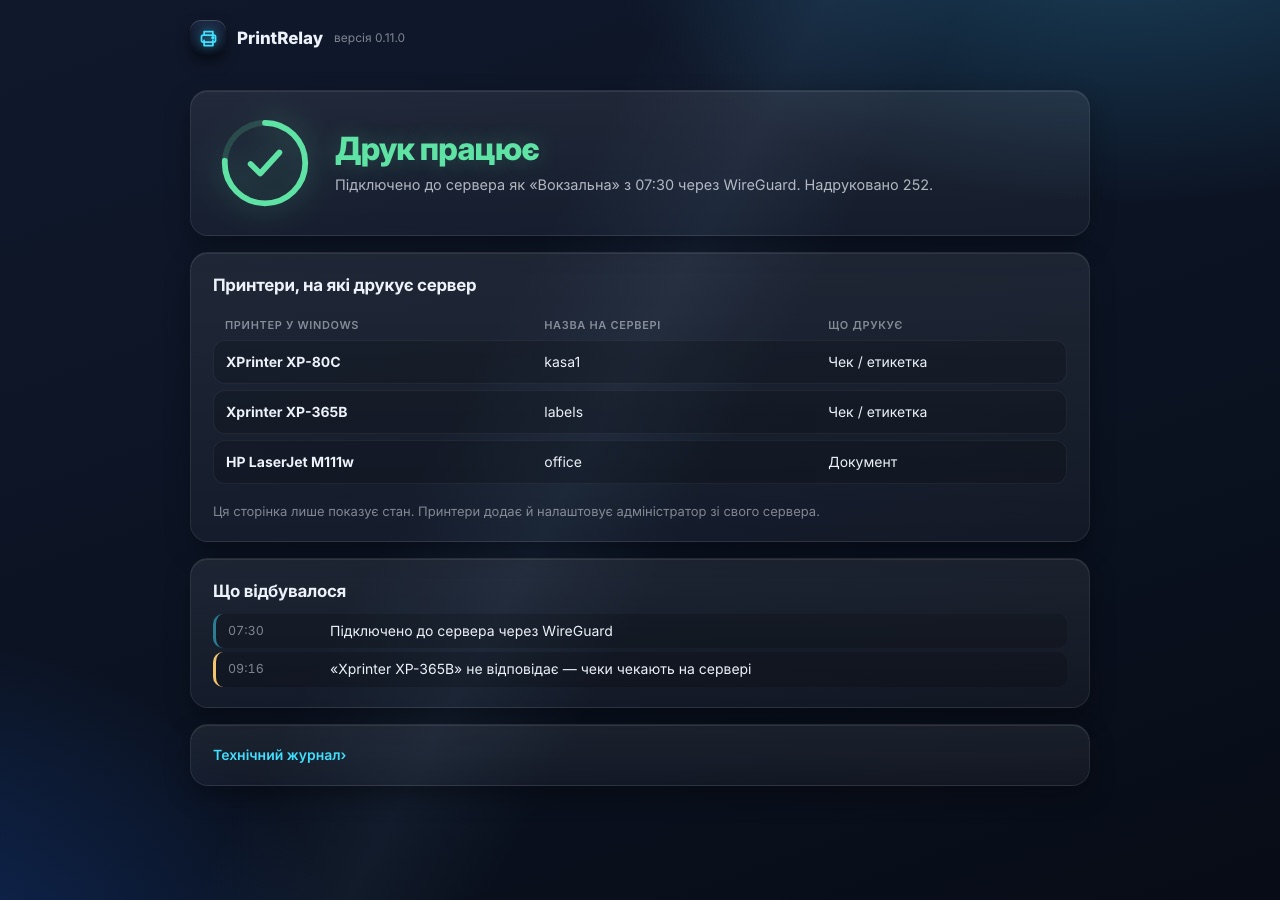 PrintRelay версія 0.11.0
Друк працює
Підключено до сервера як «Вокзальна» з 07:30 через WireGuard. Надруковано 252.
Принтери, на які друкує сервер
ПРИНТЕР У WINDOWS НАЗВА НА СЕРВЕРІ ЩО ДРУКУЄ
XPrinter XP-80C kasa1 Чек / етикетка
Xprinter XP-365B labels Чек / етикетка
HP LaserJet M111w office Документ
Ця сторінка лише показує стан. Принтери додає й налаштовує адміністратор зі свого сервера.
Що відбувалося
07:30 Підключено до сервера через WireGuard
09:16 «Xprinter XP-365B» не відповідає — чеки чекають на сервері
Технічний журнал›